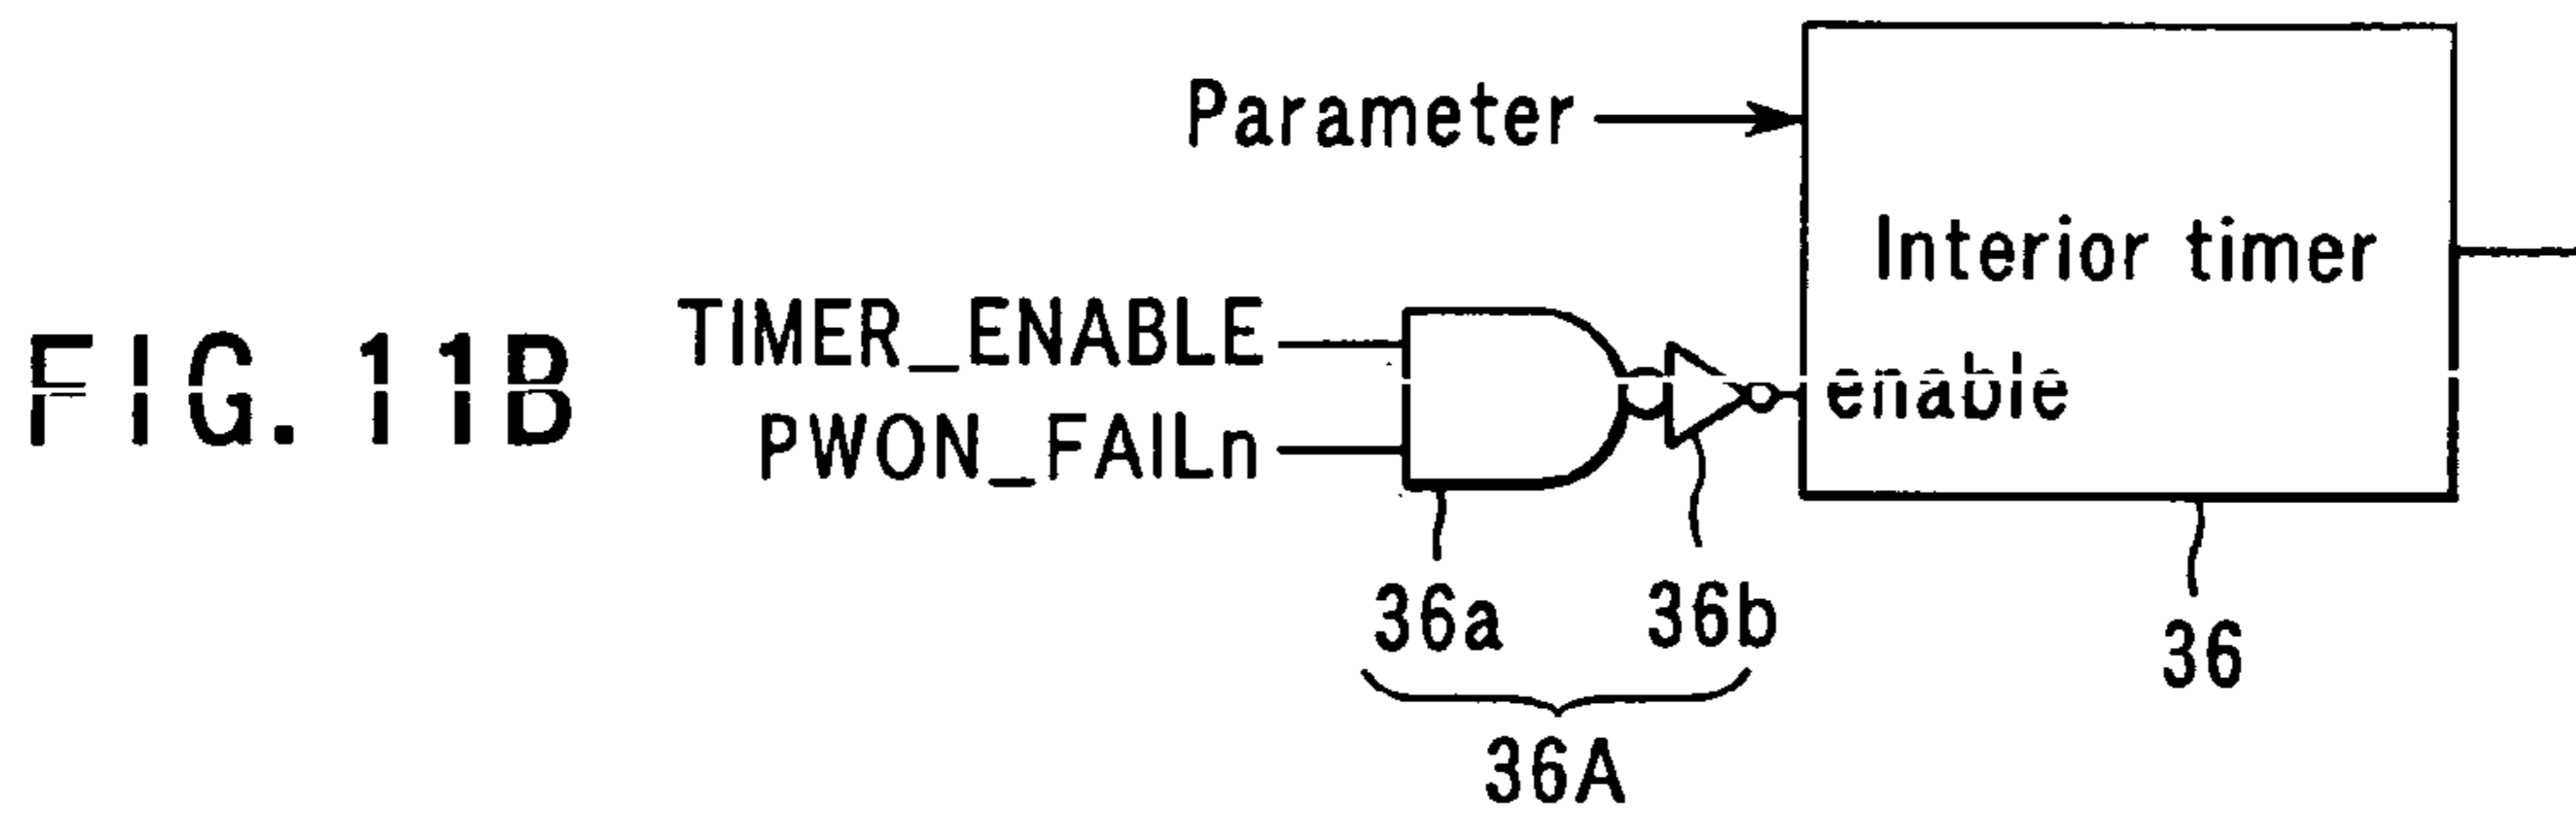 FIG. 11B
Parameter
Interior timer
TIMER_ENABLE
PWON_FAILn
enable
36a
36b
36
36A